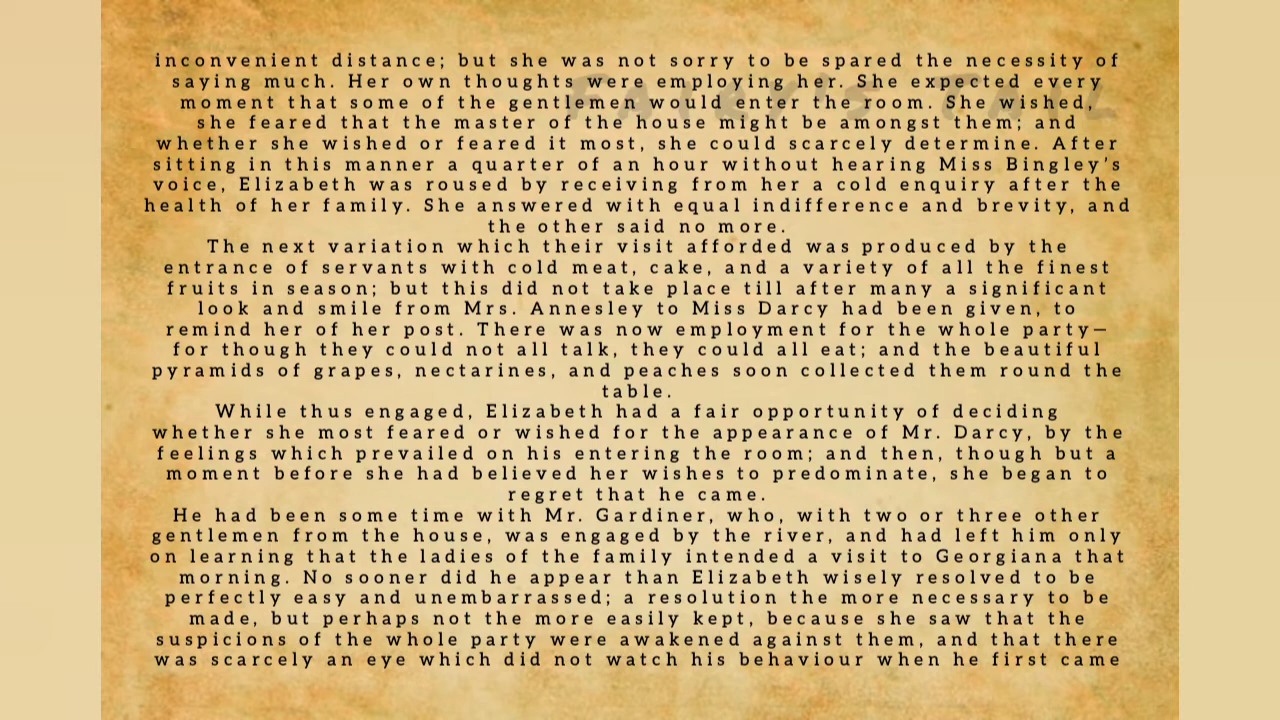 inconvenient distance; but she was not sorry to be spared the necessity of
saying much. Her own thoughts were employing her. She expected every
moment that some of the gentlemen would enter the room. She wished,
she feared that the master of the house might be amongst them; and
whether she wished or feared it most, she could scarcely determine. After
sitting in this manner a quarter of an hour without hearing Miss Bingley's
voice, Elizabeth was roused by receiving from her a cold enquiry after the
health of her family. She answered with equal indifference and brevity, and
the other said no more.
The next variation which their visit afforded was produced by the
entrance of servants with cold meat, cake, and a variety of all the finest
fruits in season; but this did not take place till after many a significant
look and smile from Mrs. Annesley to Miss Darcy had been given, to
remind her of her post. There was now employment for the whole party—
for though they could not all talk, they could all eat; and the beautiful
pyramids of grapes, nectarines, and peaches soon collected them round the
table.
While thus engaged, Elizabeth had a fair opportunity of deciding
whether she most feared or wished for the appearance of Mr. Darcy, by the
feelings which prevailed on his entering the room; and then, though but a
moment before she had believed her wishes to predominate, she began to
regret that he came.
He had been some time with Mr. Gardiner, who, with two or three other
gentlemen from the house, was engaged by the river, and had left him only
on learning that the ladies of the family intended a visit to Georgiana that
morning. No sooner did he appear than Elizabeth wisely resolved to be
perfectly easy and unembarrassed; a resolution the more necessary to be
made, but perhaps not the more easily kept, because she saw that the
suspicions of the whole party were awakened against them, and that there
was scarcely an eye which did not watch his behaviour when he first came